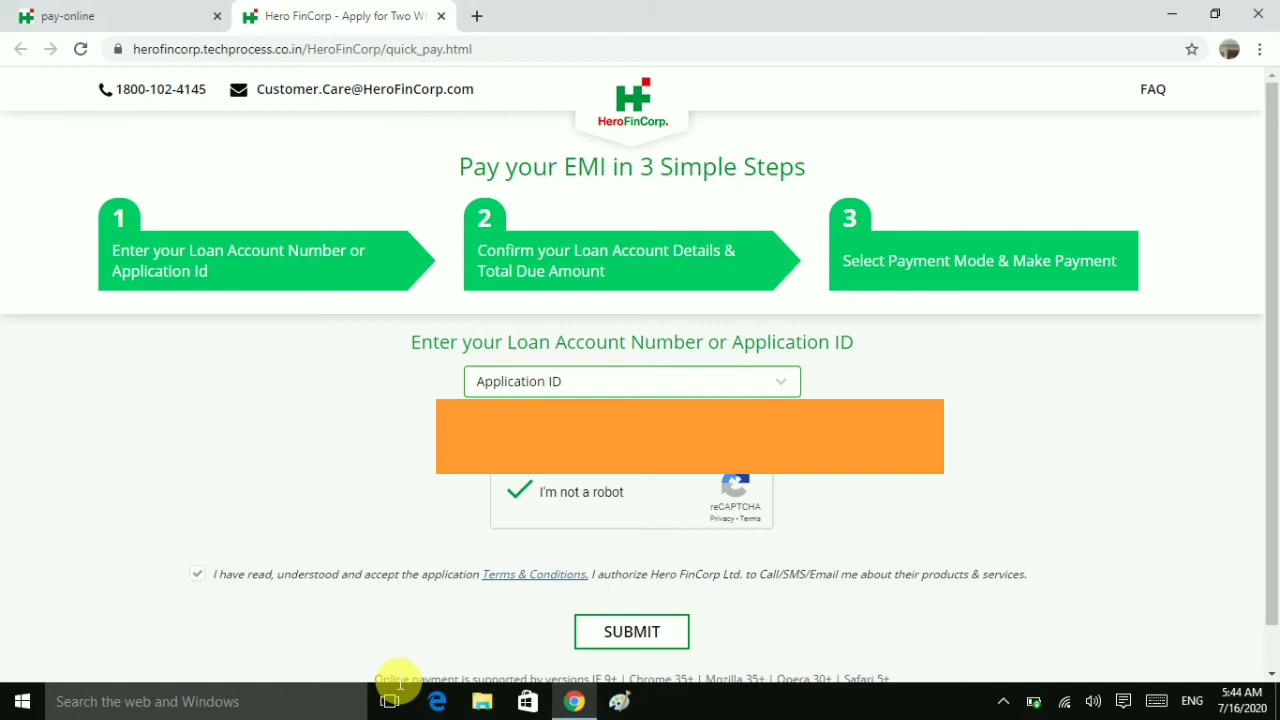 pay-online
Hero FinCorp - Apply for Two Wh
herofincorp.techprocess.co.in/HeroFinCorp/quick_pay.html
1800-102-4145
Customer.Care@HeroFinCorp.com
HeroFinCorp.
FAQ
Pay your EMI in 3 Simple Steps
1
Enter your Loan Account Number or
Application Id
2
Confirm your Loan Account Details &
Total Due Amount
3
Select Payment Mode & Make Payment
Enter your Loan Account Number or Application ID
Application ID
I'm not a robot
reCAPTCHA
Privacy - Terms
I have read, understood and accept the application Terms & Conditions. I authorize Hero FinCorp Ltd. to Call/SMS/Email me about their products & services.
SUBMIT
Online payment is supported by versions IE 9+ | Chrome 35+ | Mozilla 35+ | Opera 30+ | Safari 5+
Search the web and Windows
ENG
5:44 AM
7/16/2020